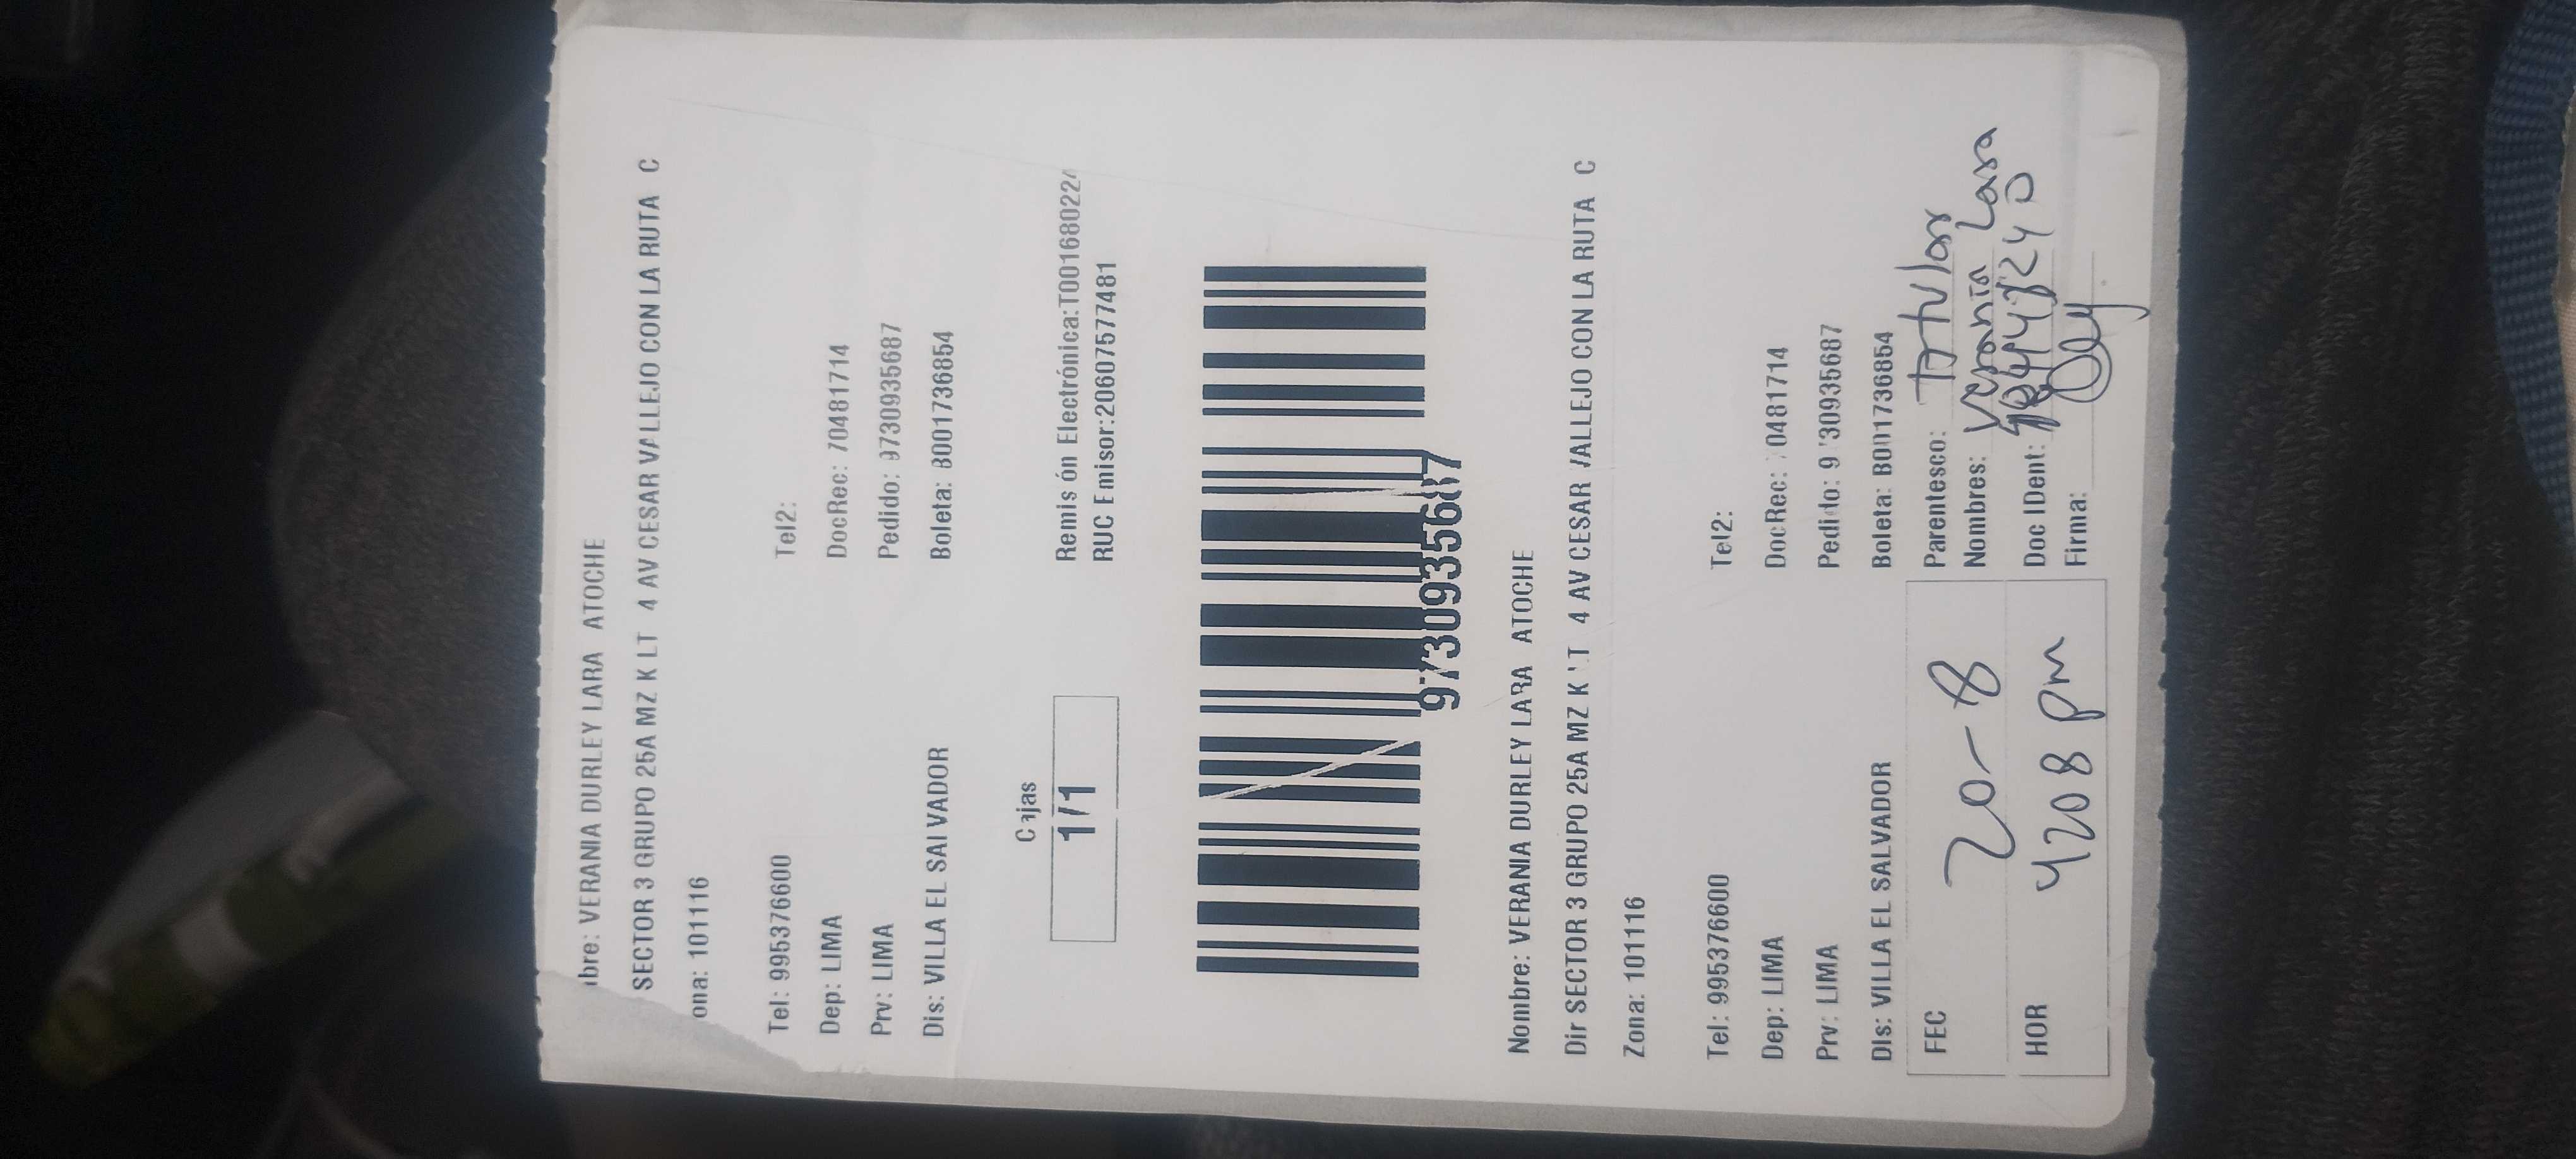 bre: VERANIA DURLEY LARA ATOCHE
SECTOR 3 GRUPO 25A MZ K LT 4 AV CESAR VALLEJO CON LA RUTA C
ona: 101116
Tel: 995376600 Tel2:
Dep: LIMA DocRec: 70481714
Prv: LIMA Pedido: 9730935687
Dis: VILLA EL SALVADOR Boleta: B001736854
Cajas
1/1
Remisión Electrónica:T00168022
RUC Emisor:20607577481
9730935687
Nombre: VERANIA DURLEY LARA ATOCHE
Dir SECTOR 3 GRUPO 25A MZ K LT 4 AV CESAR VALLEJO CON LA RUTA C
Zona: 101116
Tel: 995376600 Tel2:
Dep: LIMA DocRec: 70481714
Prv: LIMA Pedido: 9730935687
DIs: VILLA EL SALVADOR Boleta: B001736854
FEC 20-8 Parentesco: Titular
Nombres: Verania Lara
HOR 4208 pm Doc IDent:
Firma: